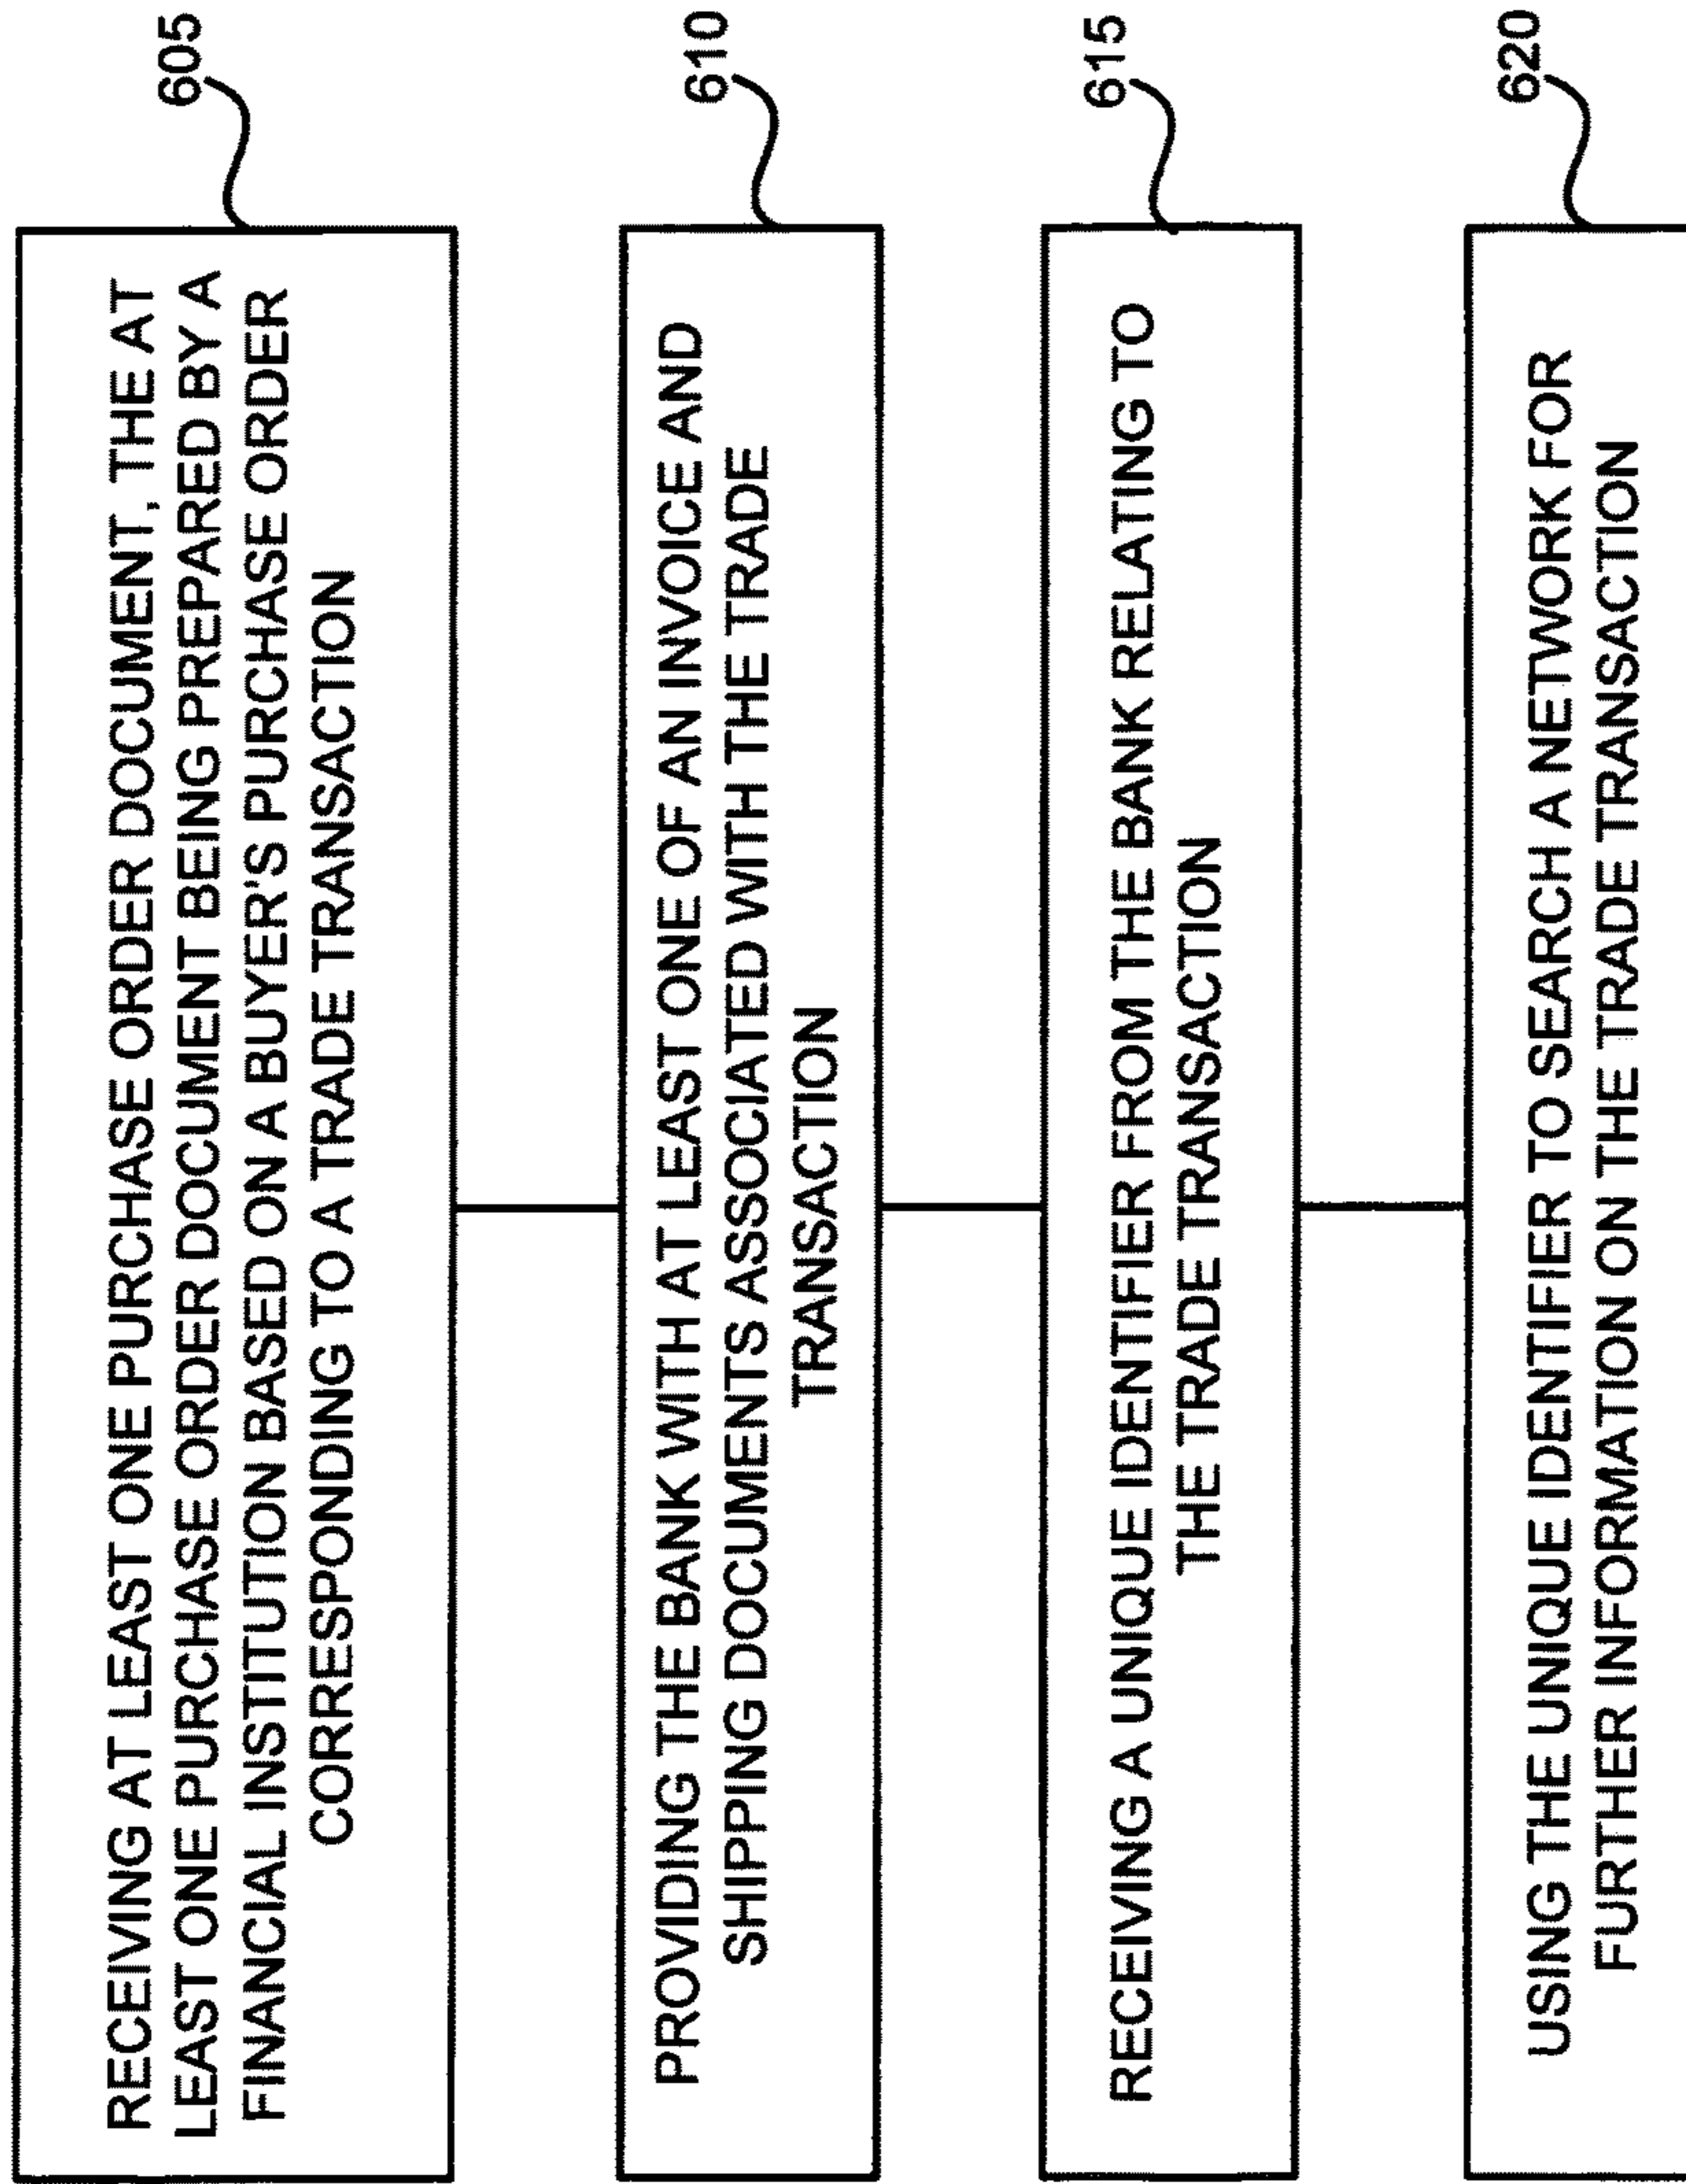 RECEIVING AT LEAST ONE PURCHASE ORDER DOCUMENT, THE AT
LEAST ONE PURCHASE ORDER DOCUMENT BEING PREPARED BY A
FINANCIAL INSTITUTION BASED ON A BUYER'S PURCHASE ORDER
CORRESPONDING TO A TRADE TRANSACTION
605
PROVIDING THE BANK WITH AT LEAST ONE OF AN INVOICE AND
SHIPPING DOCUMENTS ASSOCIATED WITH THE TRADE
TRANSACTION
610
RECEIVING A UNIQUE IDENTIFIER FROM THE BANK RELATING TO
THE TRADE TRANSACTION
615
USING THE UNIQUE IDENTIFIER TO SEARCH A NETWORK FOR
FURTHER INFORMATION ON THE TRADE TRANSACTION
620